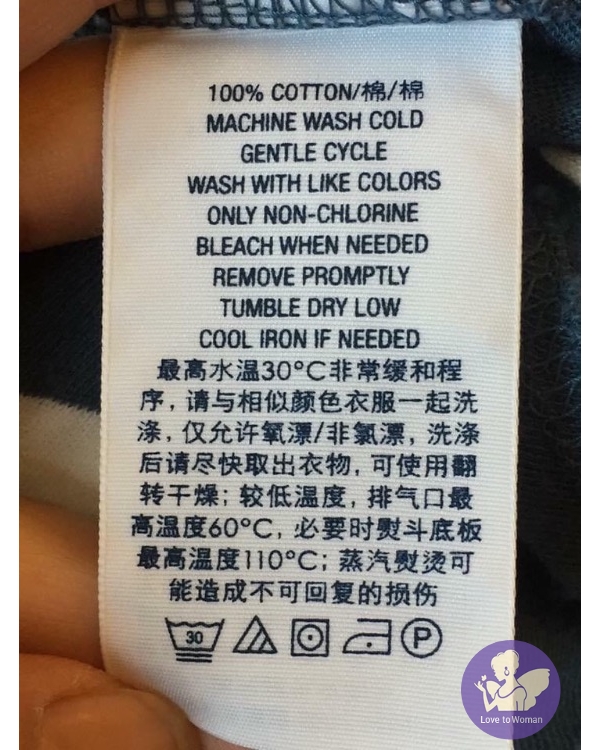 100% COTTON/棉/棉
MACHINE WASH COLD
GENTLE CYCLE
WASH WITH LIKE COLORS
ONLY NON-CHLORINE
BLEACH WHEN NEEDED
REMOVE PROMPTLY
TUMBLE DRY LOW
COOL IRON IF NEEDED
最高水温30°C非常缓和程
序, 请与相似颜色衣服一起洗
涤, 仅允许氧漂/非氯漂, 洗涤
后请尽快取出衣物, 可使用翻
转干燥; 较低温度, 排气口最
高温度60°C, 必要时熨斗底板
最高温度110°C; 蒸汽熨烫可
能造成不可回复的损伤
30 P
Love to Woman